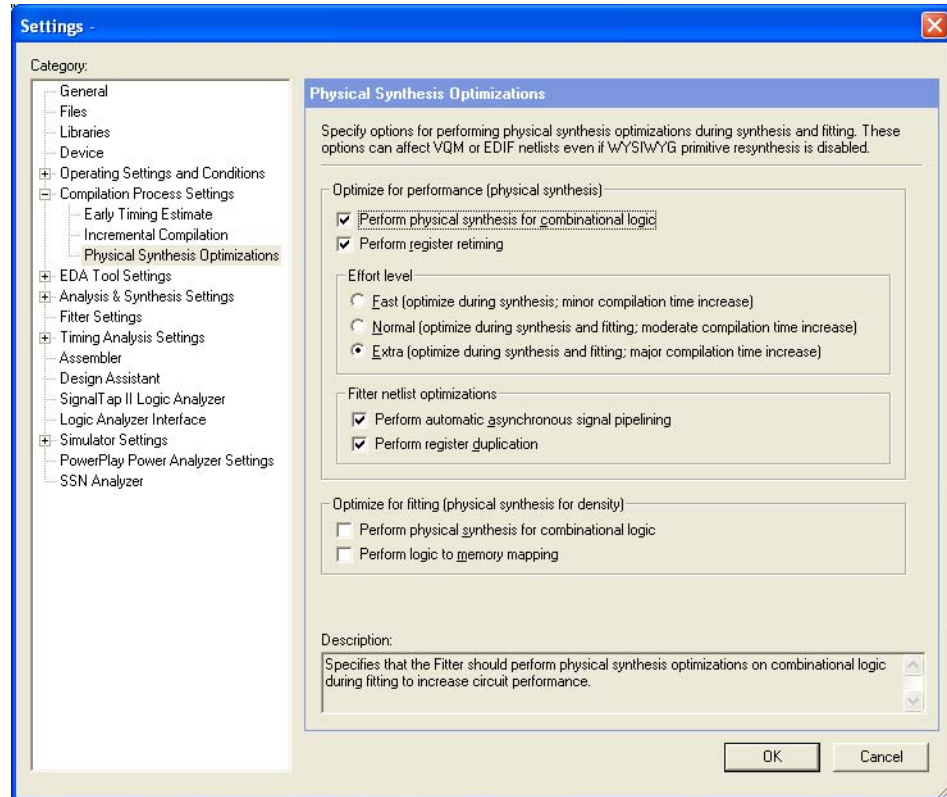 Settings -
Category:
General
Files
Libraries
Device
Operating Settings and Conditions
Compilation Process Settings
Early Timing Estimate
Incremental Compilation
Physical Synthesis Optimizations
EDA Tool Settings
Analysis & Synthesis Settings
Fitter Settings
Timing Analysis Settings
Assembler
Design Assistant
SignalTap II Logic Analyzer
Logic Analyzer Interface
Simulator Settings
PowerPlay Power Analyzer Settings
SSN Analyzer
Physical Synthesis Optimizations
Specify options for performing physical synthesis optimizations during synthesis and fitting. These
options can affect VQM or EDIF netlists even if WYSIWYG primitive resynthesis is disabled.
Optimize for performance (physical synthesis)
Perform physical synthesis for combinational logic
Perform register retiming
Effort level
Fast (optimize during synthesis; minor compilation time increase)
Normal (optimize during synthesis and fitting; moderate compilation time increase)
Extra (optimize during synthesis and fitting; major compilation time increase)
Fitter netlist optimizations
Perform automatic asynchronous signal pipelining
Perform register duplication
Optimize for fitting (physical synthesis for density)
Perform physical synthesis for combinational logic
Perform logic to memory mapping
Description:
Specifies that the Fitter should perform physical synthesis optimizations on combinational logic
during fitting to increase circuit performance.
OK
Cancel